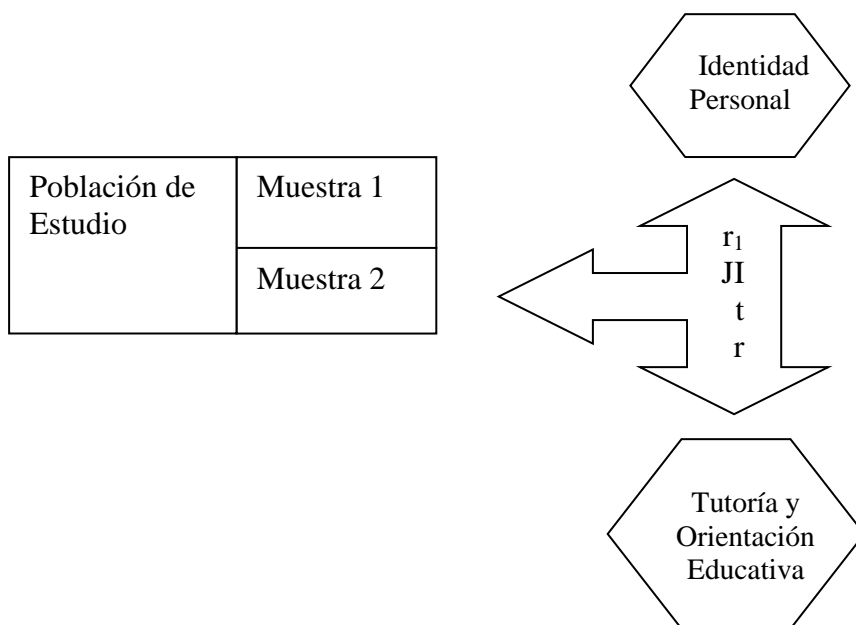 Identidad
Personal
Población de
Estudio
Muestra 1
Muestra 2
r₁
JI
t
r
Tutoría y
Orientación
Educativa